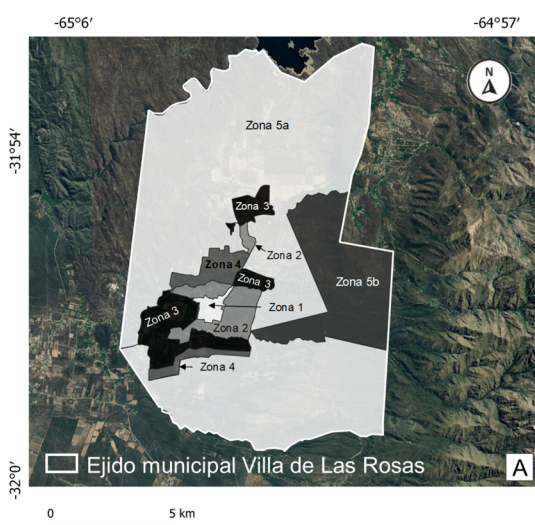 -65°6'
-64°57'
N
-31°54'
Zona 5a
Zona 3
Zona 2
Zona 4
Zona 3
Zona 5b
Zona 1
Zona 3
Zona 2
Zona 4
-32°0'
Ejido municipal Villa de Las Rosas
A
0
5 km